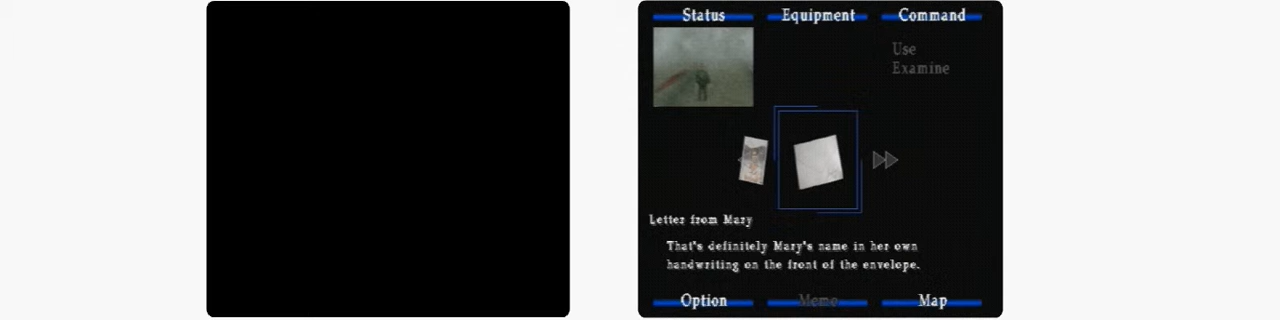 Status Equipment Command
Use
Examine
Letter from Mary
That's definitely Mary's name in her own
handwriting on the front of the envelope.
Option Memo Map